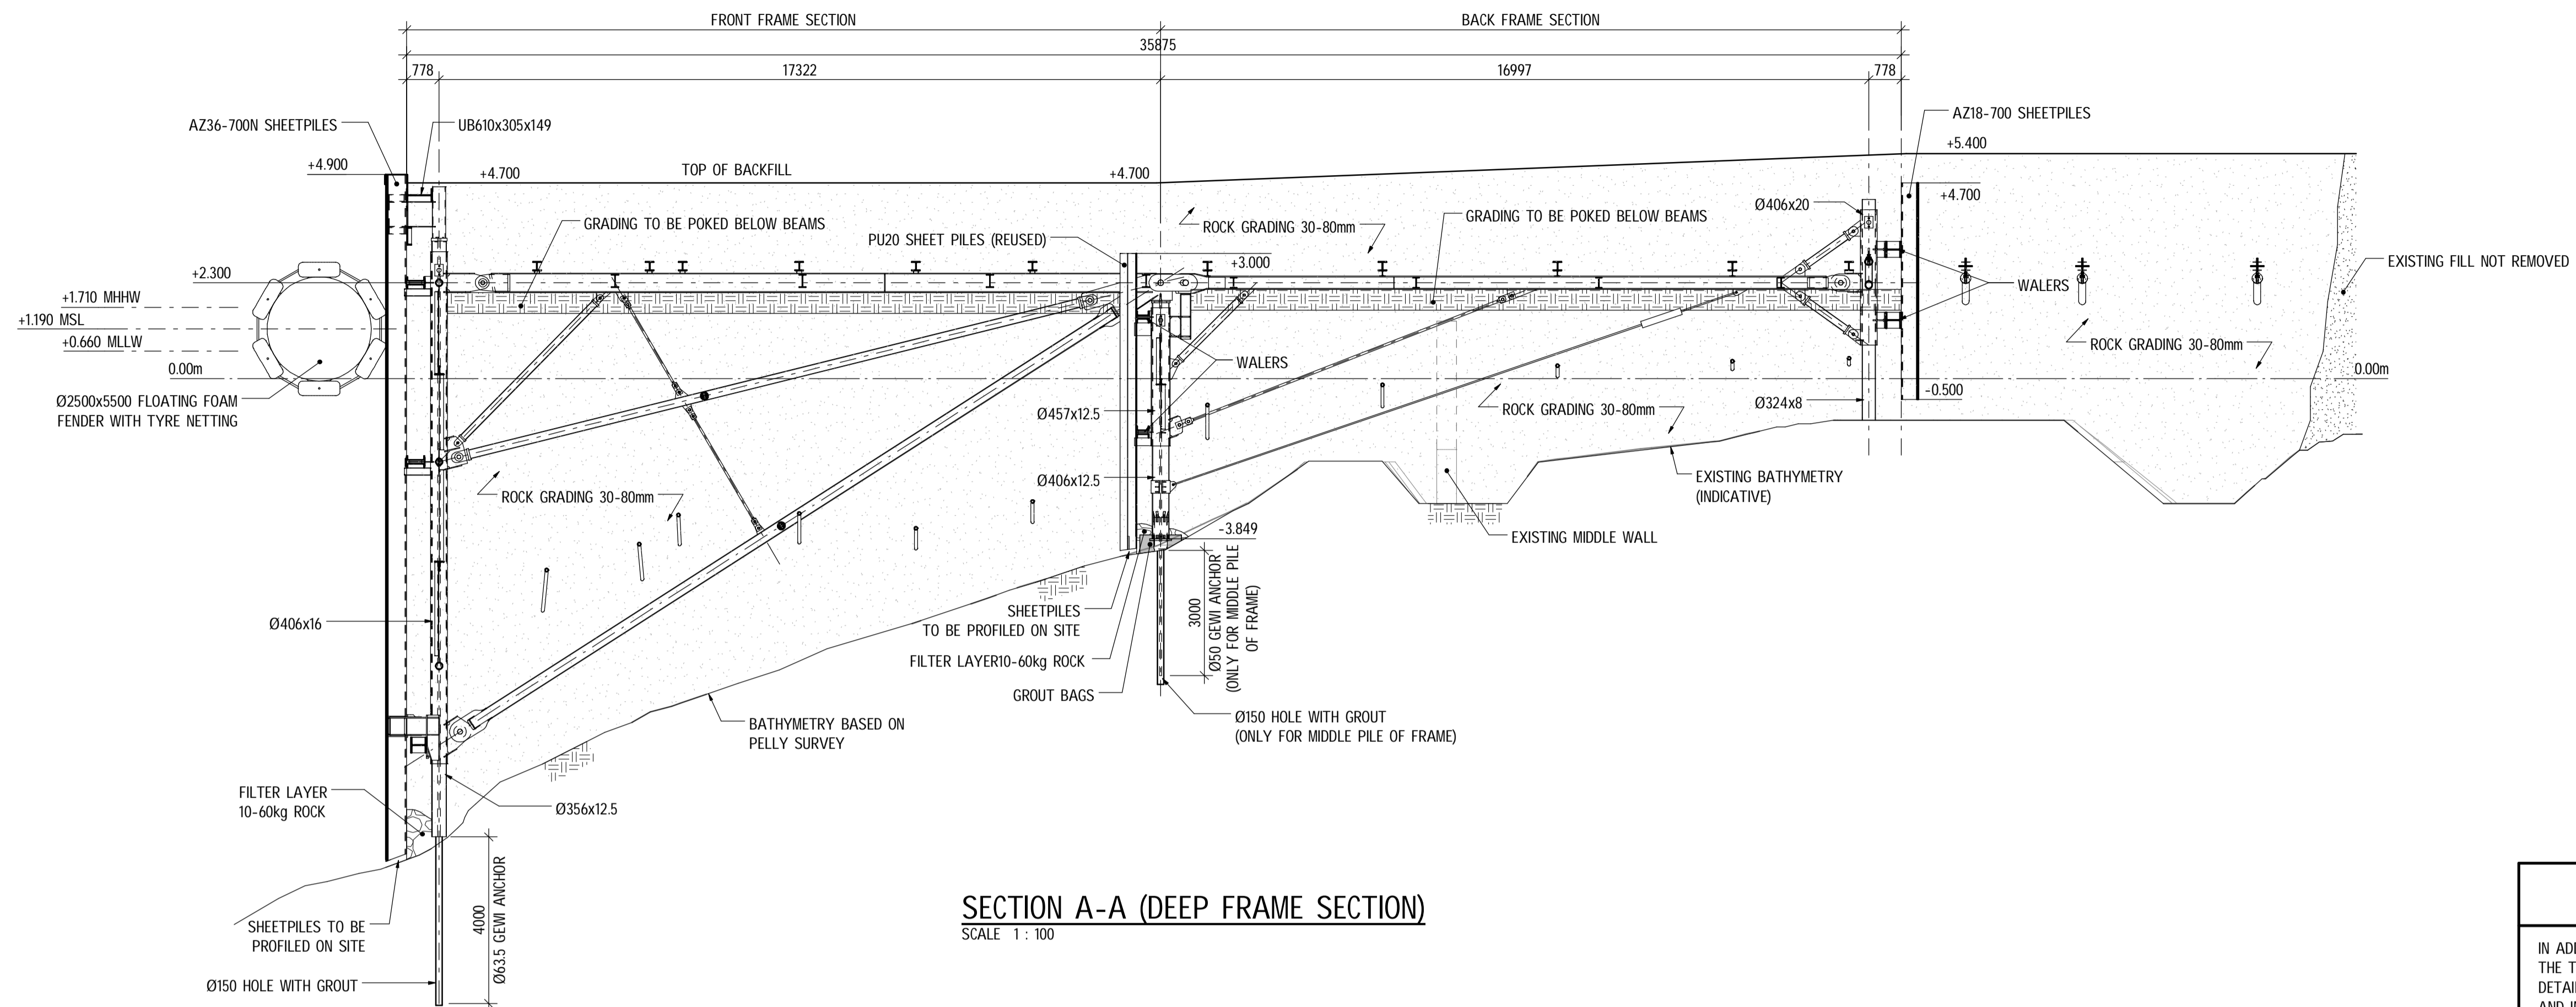 FRONT FRAME SECTION
BACK FRAME SECTION
35875
778
17322
16997
778
AZ36-700N SHEETPILES
UB610x305x149
AZ18-700 SHEETPILES
+5.400
+4.900
+4.700
TOP OF BACKFILL
+4.700
+4.700
GRADING TO BE POKED BELOW BEAMS
PU20 SHEET PILES (REUSED)
ROCK GRADING 30-80mm
GRADING TO BE POKED BELOW BEAMS
Ø406x20
+3.000
+2.300
EXISTING FILL NOT REMOVED
WALERS
+1.710 MHHW
+1.190 MSL
+0.660 MLLW
0.00m
ROCK GRADING 30-80mm
0.00m
WALERS
-0.500
Ø2500x5500 FLOATING FOAM
FENDER WITH TYRE NETTING
Ø457x12.5
ROCK GRADING 30-80mm
Ø324x8
Ø406x12.5
EXISTING BATHYMETRY
(INDICATIVE)
ROCK GRADING 30-80mm
-3.849
EXISTING MIDDLE WALL
3000
Ø50 GEWI ANCHOR
(ONLY FOR MIDDLE PILE
OF FRAME)
SHEETPILES
TO BE PROFILED ON SITE
Ø406x16
FILTER LAYER10-60kg ROCK
GROUT BAGS
Ø150 HOLE WITH GROUT
(ONLY FOR MIDDLE PILE OF FRAME)
BATHYMETRY BASED ON
PELLY SURVEY
FILTER LAYER
10-60kg ROCK
Ø356x12.5
4000
Ø63.5 GEWI ANCHOR
SHEETPILES TO BE
PROFILED ON SITE
Ø150 HOLE WITH GROUT
SECTION A-A (DEEP FRAME SECTION)
SCALE 1 : 100